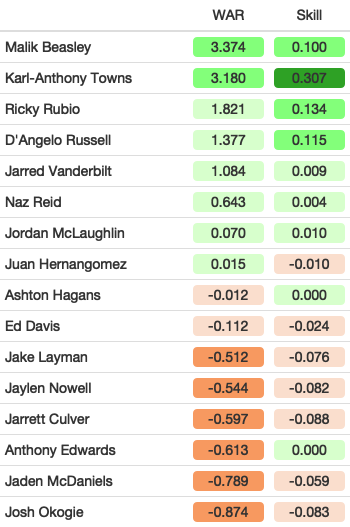 WAR Skill
Malik Beasley 3.374 0.100
Karl-Anthony Towns 3.180 0.307
Ricky Rubio 1.821 0.134
D'Angelo Russell 1.377 0.115
Jarred Vanderbilt 1.084 0.009
Naz Reid 0.643 0.004
Jordan McLaughlin 0.070 0.010
Juan Hernangomez 0.015 -0.010
Ashton Hagans -0.012 0.000
Ed Davis -0.112 -0.024
Jake Layman -0.512 -0.076
Jaylen Nowell -0.544 -0.082
Jarrett Culver -0.597 -0.088
Anthony Edwards -0.613 0.000
Jaden McDaniels -0.789 -0.059
Josh Okogie -0.874 -0.083